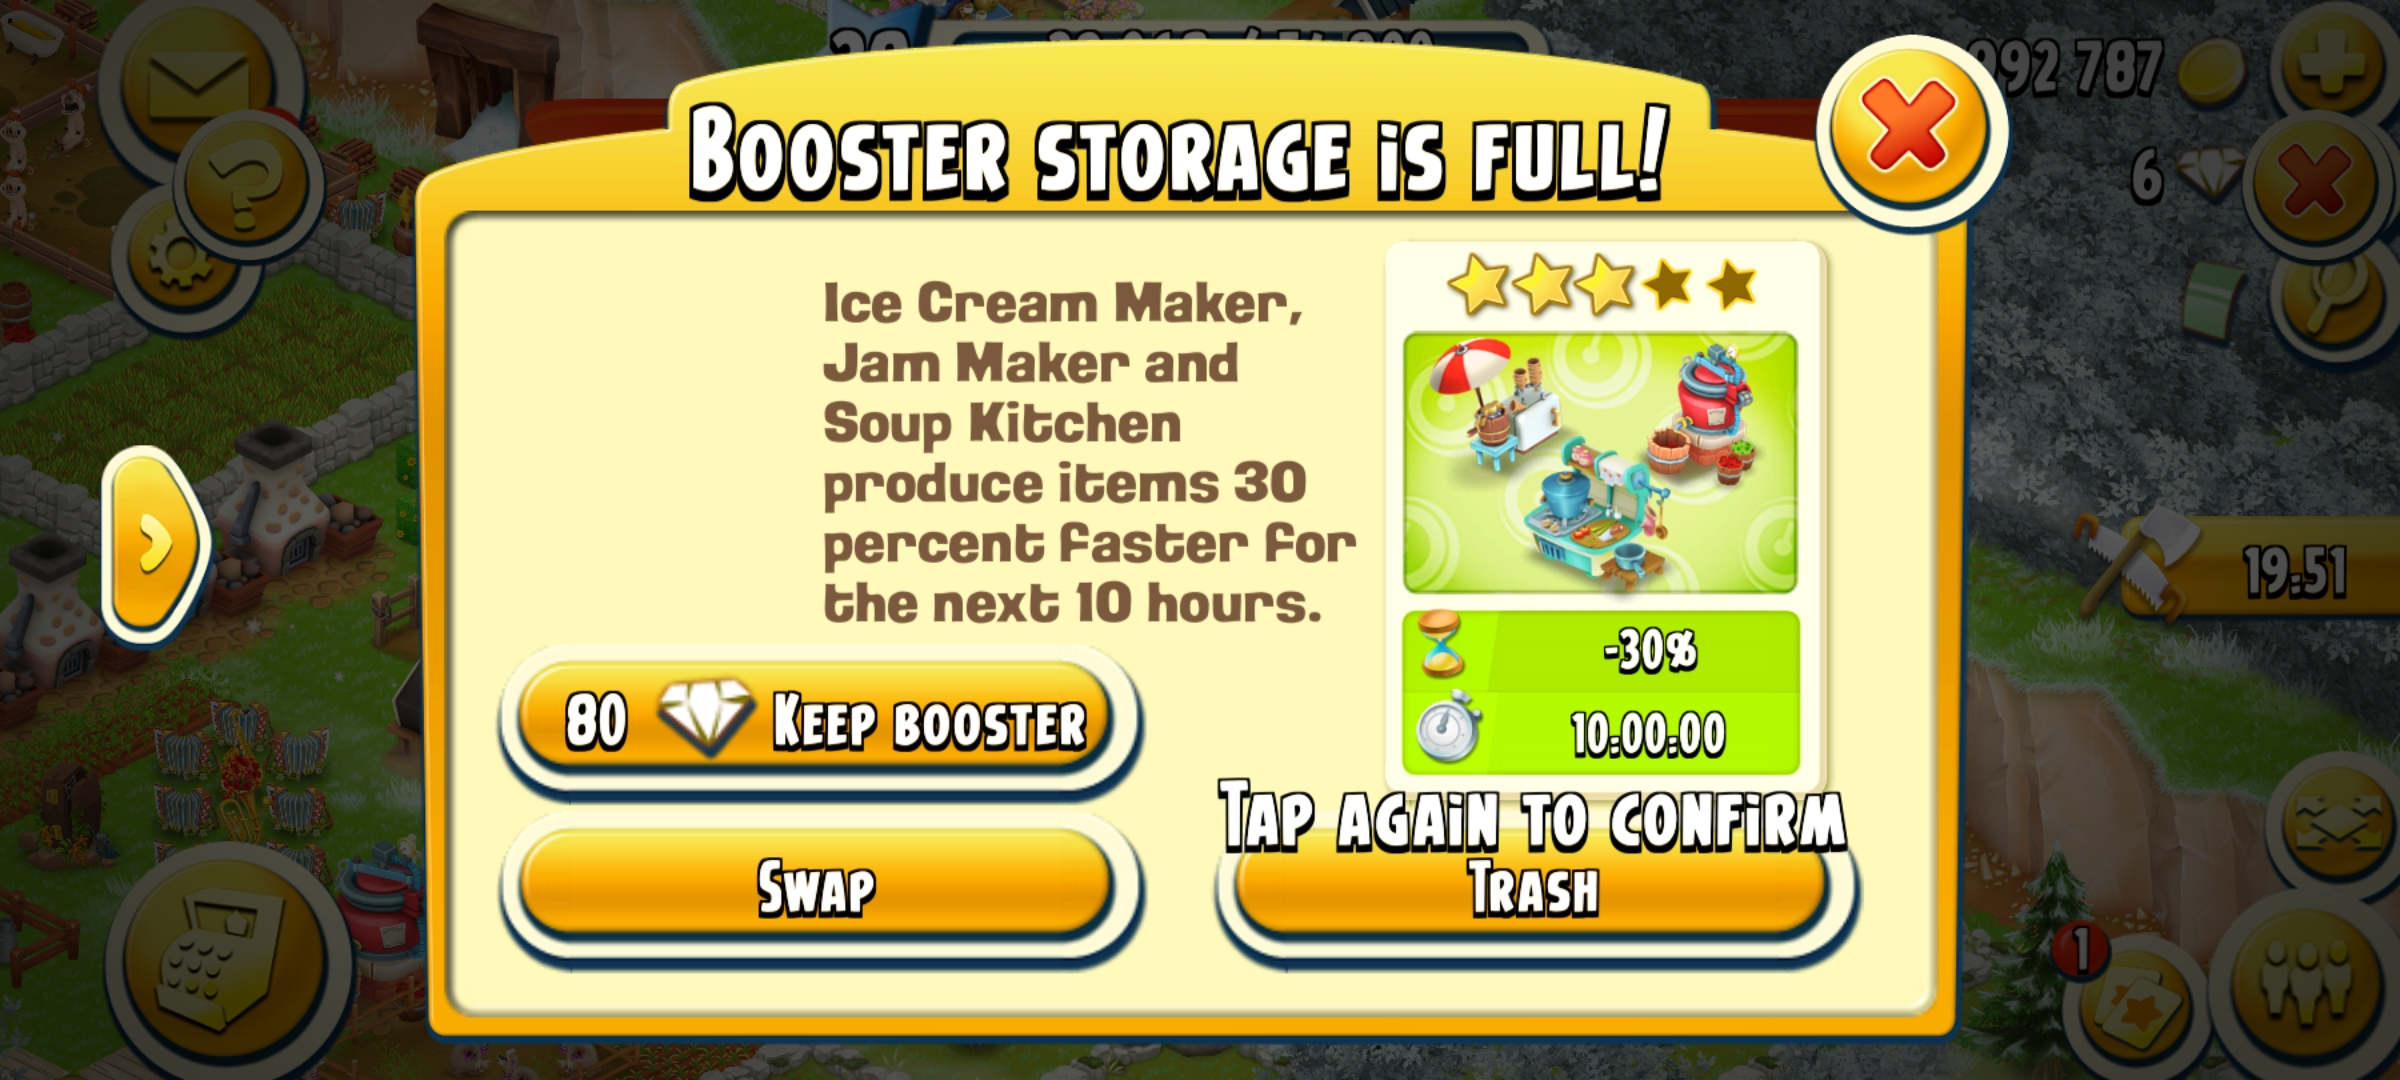 992 787
BOOSTER STORAGE IS FULL!
6
Ice Cream Maker,
Jam Maker and
Soup Kitchen
produce items 30
percent faster for
the next 10 hours.
19:51
-30%
10:00:00
80 KEEP BOOSTER
TAP AGAIN TO CONFIRM
SWAP
TRASH
1